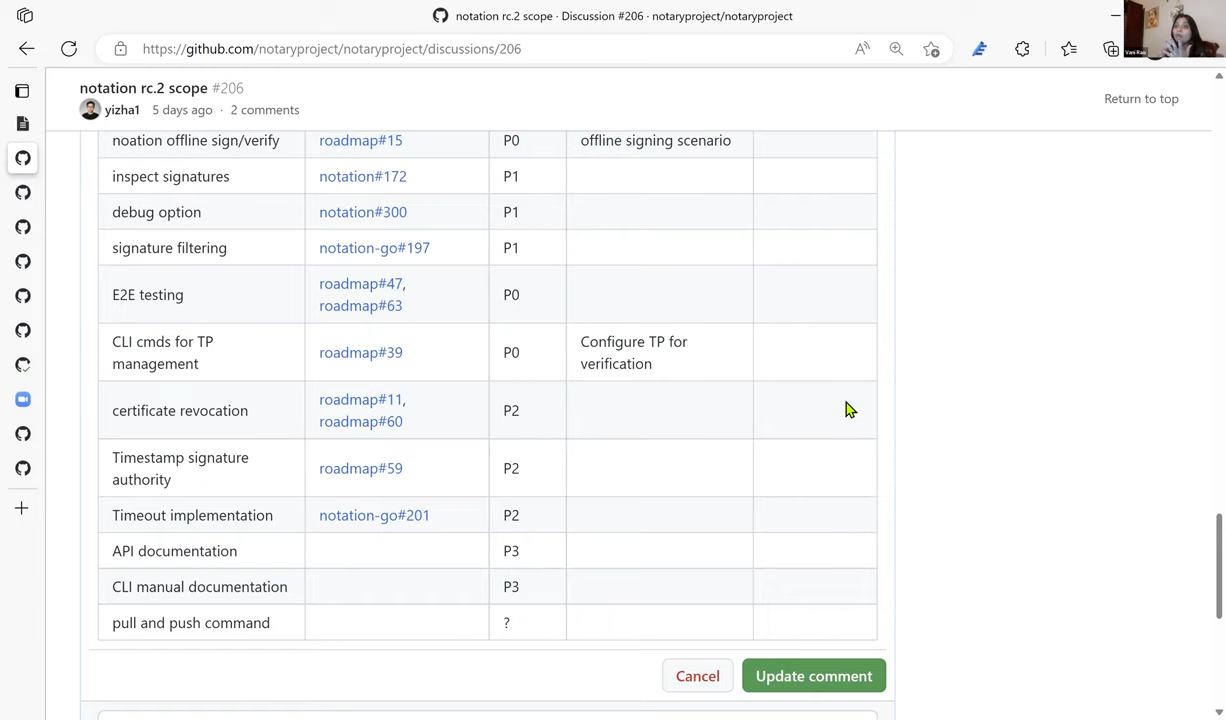 notation rc.2 scope · Discussion #206 · notaryproject/notaryproject
https://github.com/notaryproject/notaryproject/discussions/206
Vani Rao
notation rc.2 scope #206
yizha1 5 days ago · 2 comments
Return to top
noation offline sign/verify roadmap#15 P0 offline signing scenario
inspect signatures notation#172 P1
debug option notation#300 P1
signature filtering notation-go#197 P1
E2E testing roadmap#47, roadmap#63 P0
CLI cmds for TP management roadmap#39 P0 Configure TP for verification
certificate revocation roadmap#11, roadmap#60 P2
Timestamp signature authority roadmap#59 P2
Timeout implementation notation-go#201 P2
API documentation P3
CLI manual documentation P3
pull and push command ?
Cancel
Update comment